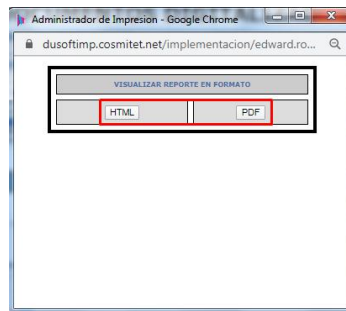 Administrador de Impresion - Google Chrome
dusoftimp.cosmitet.net/implementacion/edward.ro...
VISUALIZAR REPORTE EN FORMATO
HTML PDF